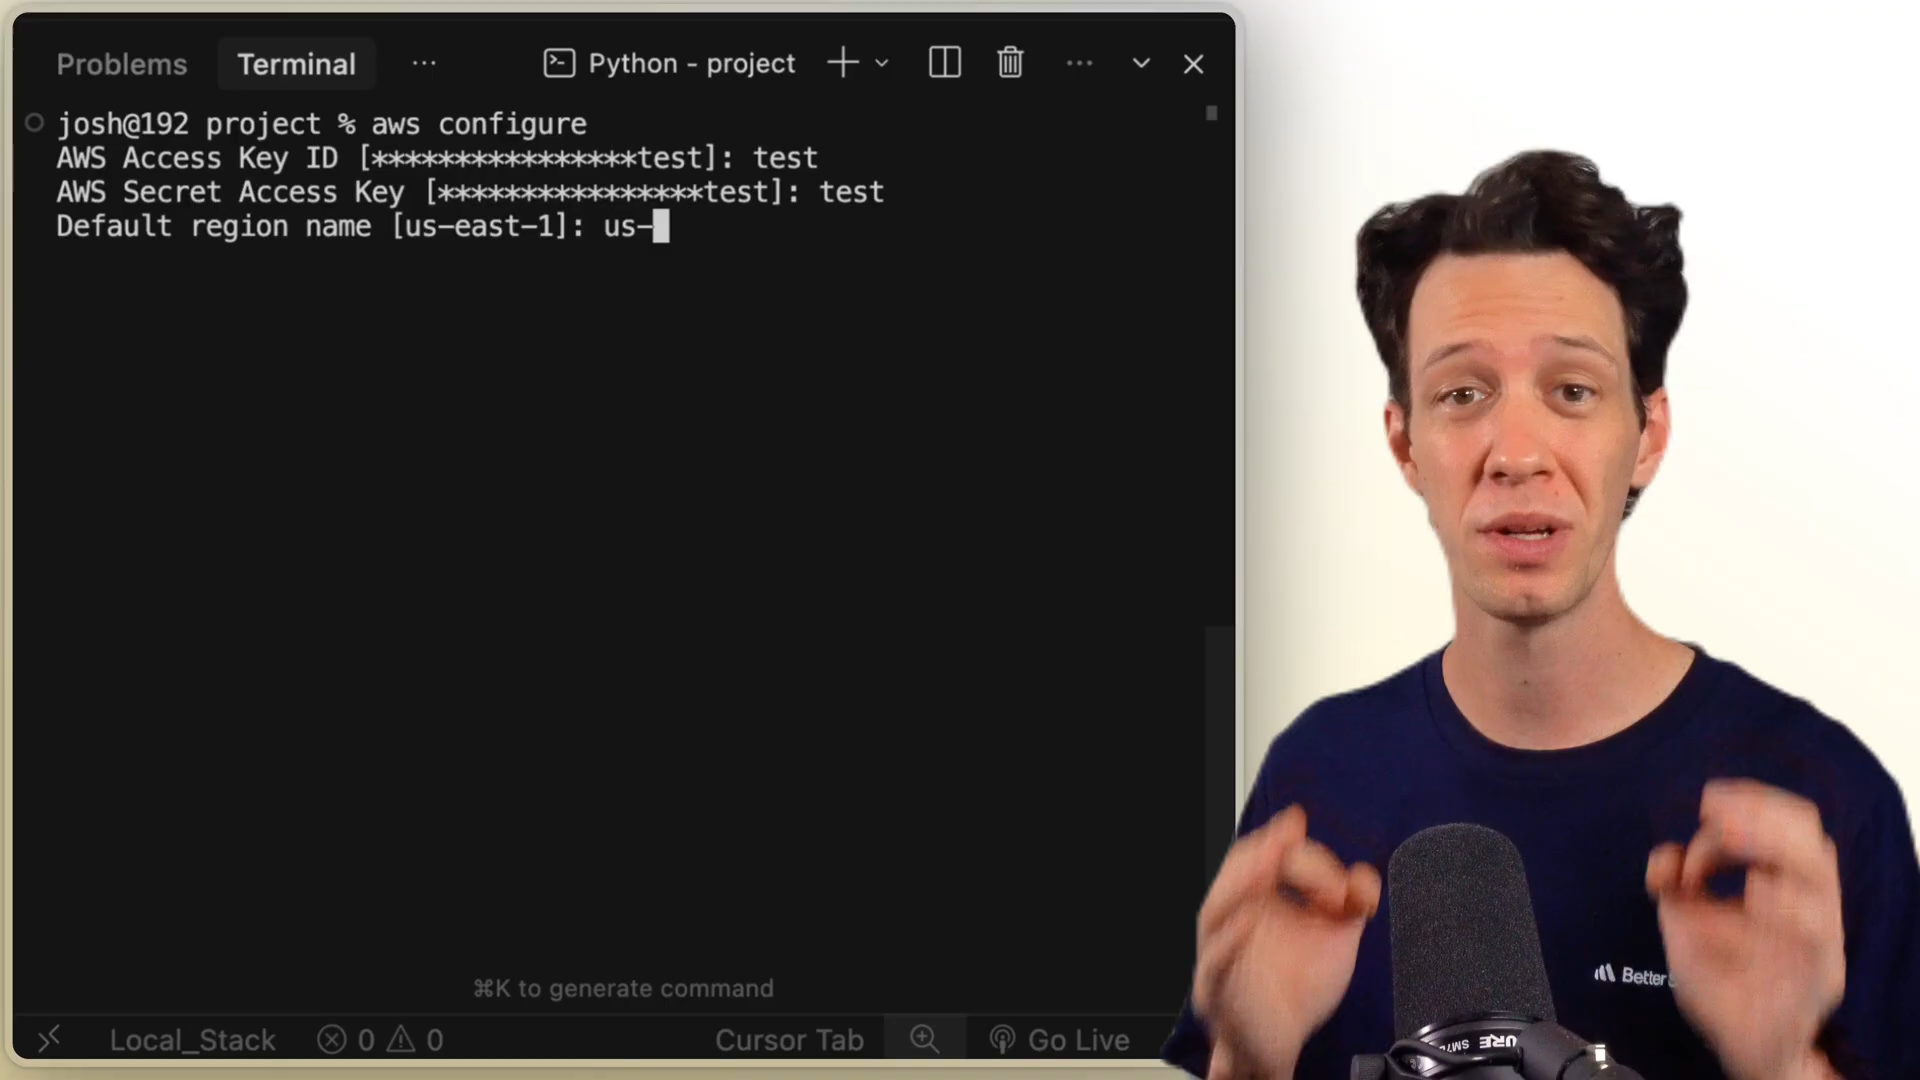 Problems Terminal ··· Python - project
josh@192 project % aws configure
AWS Access Key ID [****************test]: test
AWS Secret Access Key [****************test]: test
Default region name [us-east-1]: us-
⌘K to generate command
Local_Stack 0 0 Cursor Tab Go Live
Better
SM7